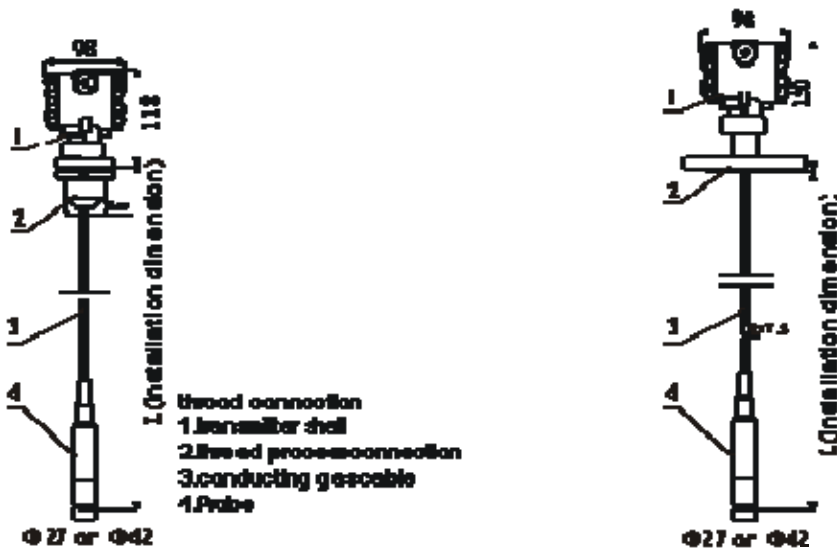 98
118
1
2
L(installation dimension)
3
4
Φ27 or Φ42
thread connection
1.transmitter shell
2.thread processconnection
3.conducting gascable
4.Probe
98
1
2
L(installation dimension)
3
4
Φ27 or Φ42